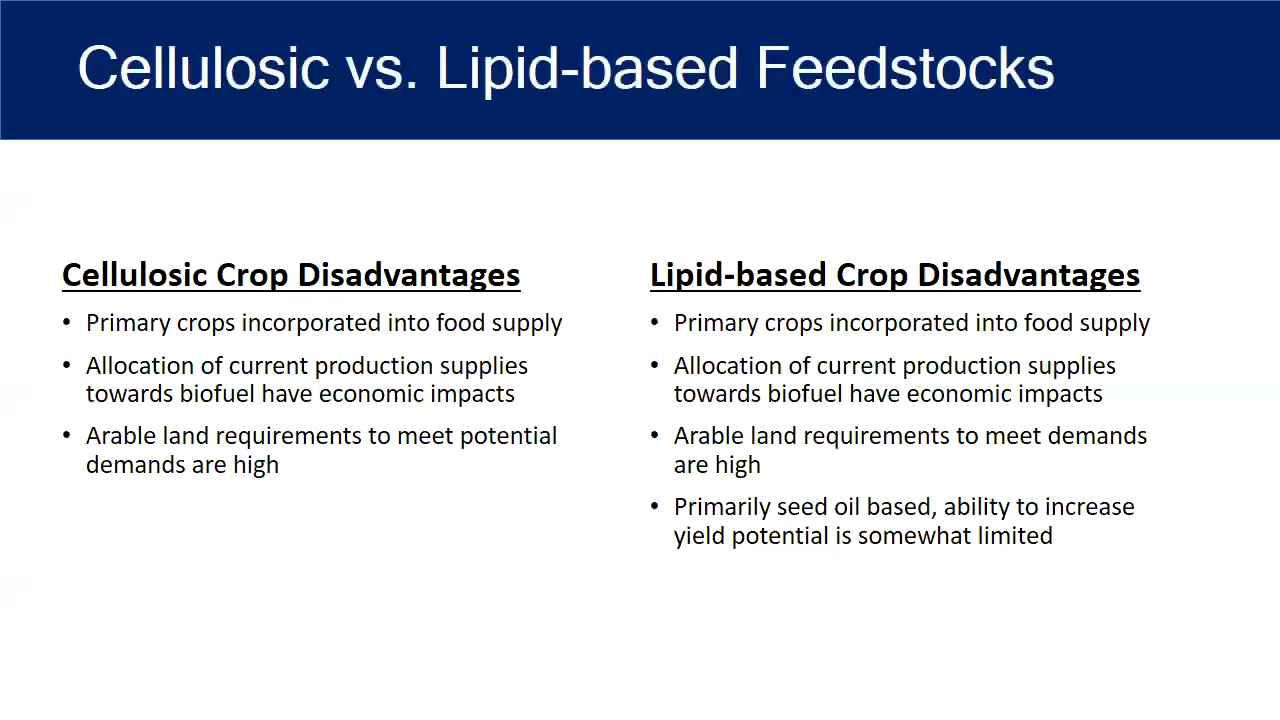 Cellulosic vs. Lipid-based Feedstocks
Cellulosic Crop Disadvantages
• Primary crops incorporated into food supply
• Allocation of current production supplies
towards biofuel have economic impacts
• Arable land requirements to meet potential
demands are high
Lipid-based Crop Disadvantages
• Primary crops incorporated into food supply
• Allocation of current production supplies
towards biofuel have economic impacts
• Arable land requirements to meet demands
are high
• Primarily seed oil based, ability to increase
yield potential is somewhat limited